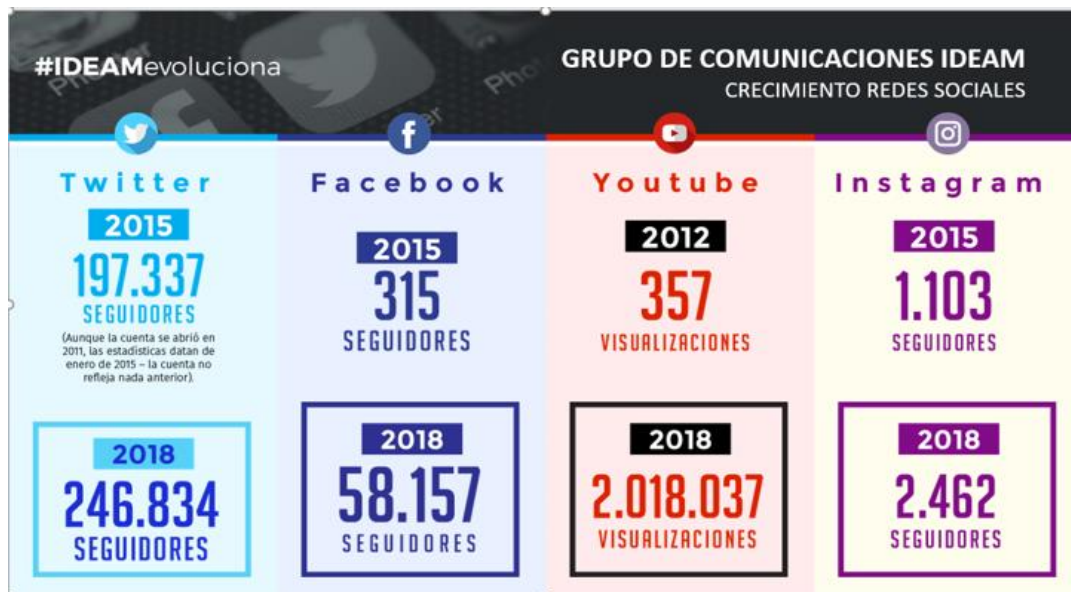 #IDEAMevoluciona
GRUPO DE COMUNICACIONES IDEAM
CRECIMIENTO REDES SOCIALES
Twitter
2015
197.337
SEGUIDORES
(Aunque la cuenta se abrió en
2011, las estadísticas datan de
enero de 2015 – la cuenta no
refleja nada anterior).
2018
246.834
SEGUIDORES
Facebook
2015
315
SEGUIDORES
2018
58.157
SEGUIDORES
Youtube
2012
357
VISUALIZACIONES
2018
2.018.037
VISUALIZACIONES
Instagram
2015
1.103
SEGUIDORES
2018
2.462
SEGUIDORES